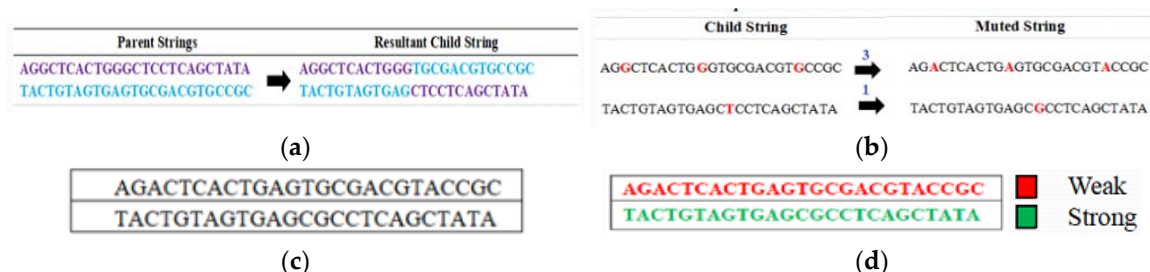 Parent Strings Resultant Child String
AGGCTCACTGGGCTCCTCAGCTATA AGGCTCACTGGGTGCGACGTGCCGC
TACTGTAGTGAGTGCGACGTGCCGC TACTGTAGTGAGCTCCTCAGCTATA
(a)
Child String Muted String
AGGCTCACTGGGTGCGACGTGCCGC 3 AGACTCACTGAGTGCGACGTACCGC
TACTGTAGTGAGCTCCTCAGCTATA 1 TACTGTAGTGAGCGCCTCAGCTATA
(b)
AGACTCACTGAGTGCGACGTACCGC
TACTGTAGTGAGCGCCTCAGCTATA
(c)
AGACTCACTGAGTGCGACGTACCGC Weak
TACTGTAGTGAGCGCCTCAGCTATA Strong
(d)